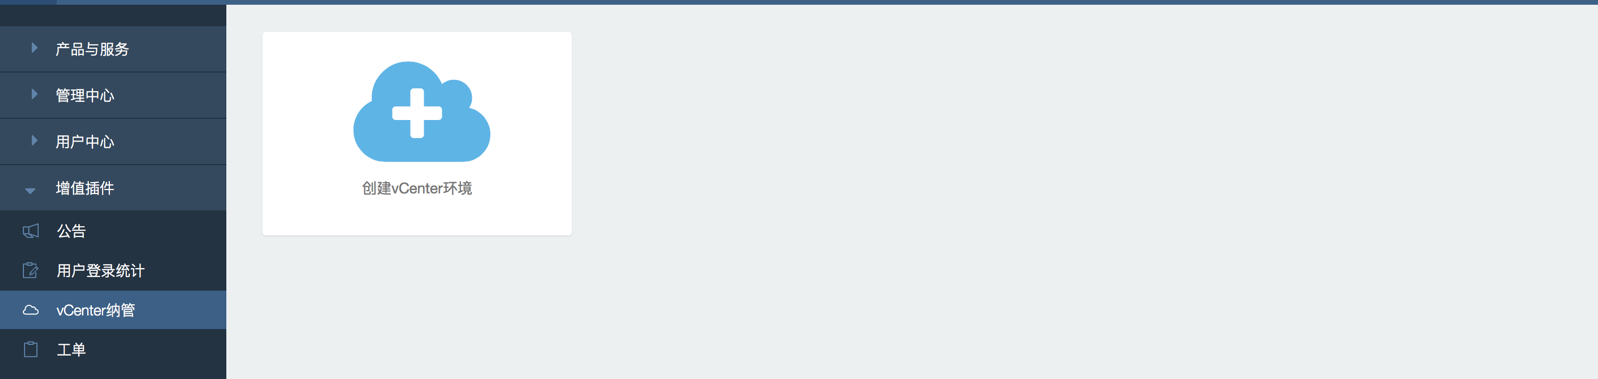 产品与服务
管理中心
用户中心
增值插件
公告
用户登录统计
vCenter纳管
工单
创建vCenter环境